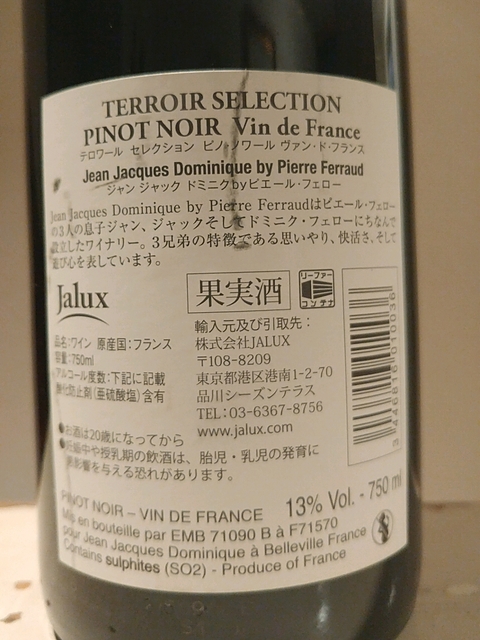 TERROIR SELECTION
PINOT NOIR Vin de France
テロワール セレクション ピノ・ノワール ヴァン・ド・フランス
Jean Jacques Dominique by Pierre Ferraud
ジャン ジャック ドミニクbyピエール・フェロー
Jean Jacques Dominique by Pierre Ferraudはピエール・フェロー
の3人の息子ジャン、ジャックそしてドミニク・フェローにちなんで
設立したワイナリー。3兄弟の特徴である思いやり、快活さ、そして
遊び心を表しています。
Jalux
果実酒
リーファー
コンテナ
品名:ワイン 原産国:フランス
容量:750ml
アルコール度数:下記に記載
酸化防止剤(亜硫酸塩)含有
輸入元及び引取先:
株式会社JALUX
〒108-8209
東京都港区港南1-2-70
品川シーズンテラス
TEL:03-6367-8756
www.jalux.com
3446816010036
●お酒は20歳になってから
●妊娠中や授乳期の飲酒は、胎児・乳児の発育に
悪影響を与える恐れがあります。
PINOT NOIR – VIN DE FRANCE
13% Vol. - 750 ml
Mis en bouteille par EMB 71090 B à F71570
pour Jean Jacques Dominique à Belleville France
Contains sulphites (SO2) - Produce of France